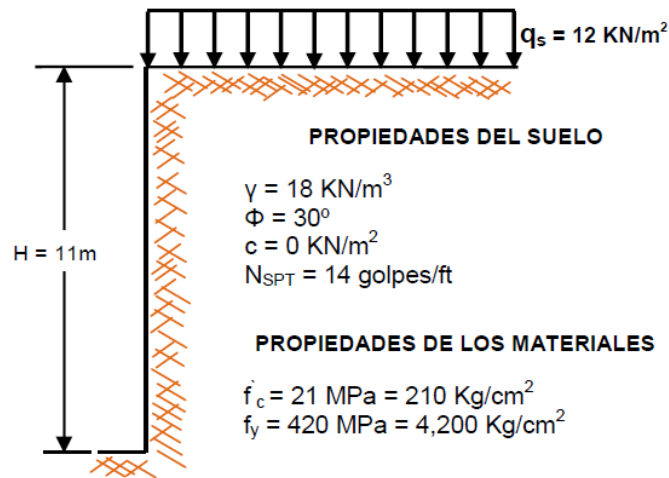 qs = 12 KN/m²
PROPIEDADES DEL SUELO
γ = 18 KN/m³
Φ = 30º
c = 0 KN/m²
N_SPT = 14 golpes/ft
H = 11m
PROPIEDADES DE LOS MATERIALES
f'c = 21 MPa = 210 Kg/cm²
fy = 420 MPa = 4,200 Kg/cm²